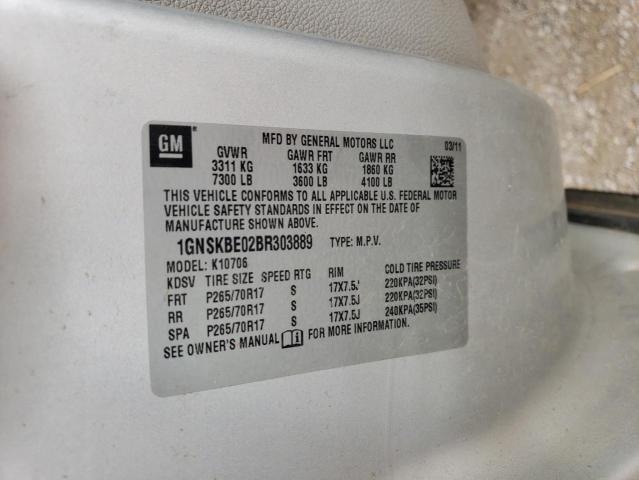 GM
MFD BY GENERAL MOTORS LLC
03/11
GVWR GAWR FRT GAWR RR
3311 KG 1633 KG 1860 KG
7300 LB 3600 LB 4100 LB
THIS VEHICLE CONFORMS TO ALL APPLICABLE U.S. FEDERAL MOTOR
VEHICLE SAFETY STANDARDS IN EFFECT ON THE DATE OF
MANUFACTURE SHOWN ABOVE.
1GNSKBE02BR303889 TYPE: M.P.V.
MODEL: K10706
KDSV TIRE SIZE SPEED RTG RIM COLD TIRE PRESSURE
FRT P265/70R17 S 17X7.5J 220KPA(32PSI)
RR P265/70R17 S 17X7.5J 220KPA(32PSI)
SPA P265/70R17 S 17X7.5J 240KPA(35PSI)
SEE OWNER'S MANUAL FOR MORE INFORMATION.